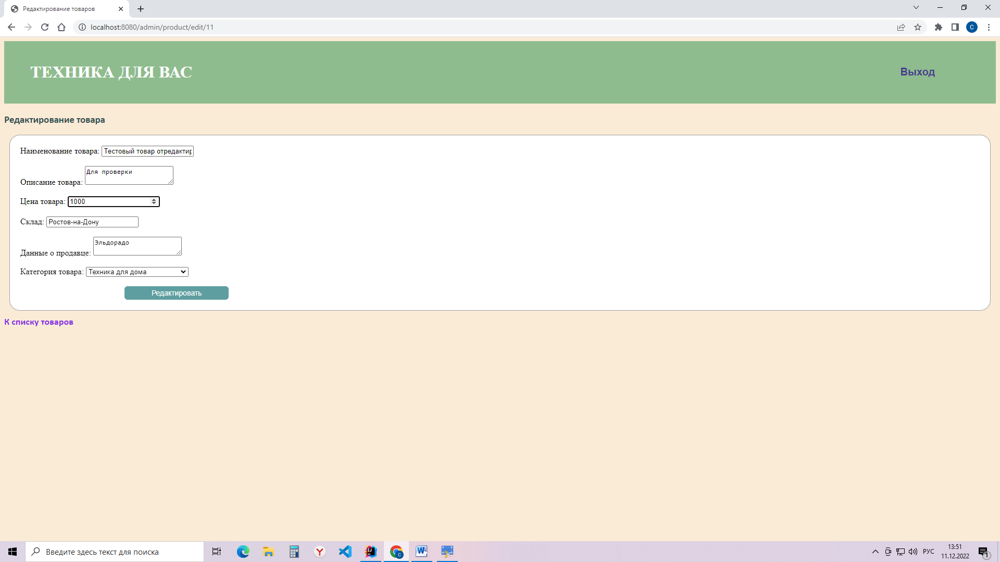 Редактирование товаров
localhost:8080/admin/product/edit/11
C
ТЕХНИКА ДЛЯ ВАС
Выход
Редактирование товара
Наименование товара: Тестовый товар отредактир
Описание товара: Для проверки
Цена товара: 1000
Склад: Ростов-на-Дону
Данные о продавце: Эльдорадо
Категория товара: Техника для дома
Редактировать
К списку товаров
Введите здесь текст для поиска
РУС
13:51
11.12.2022
1